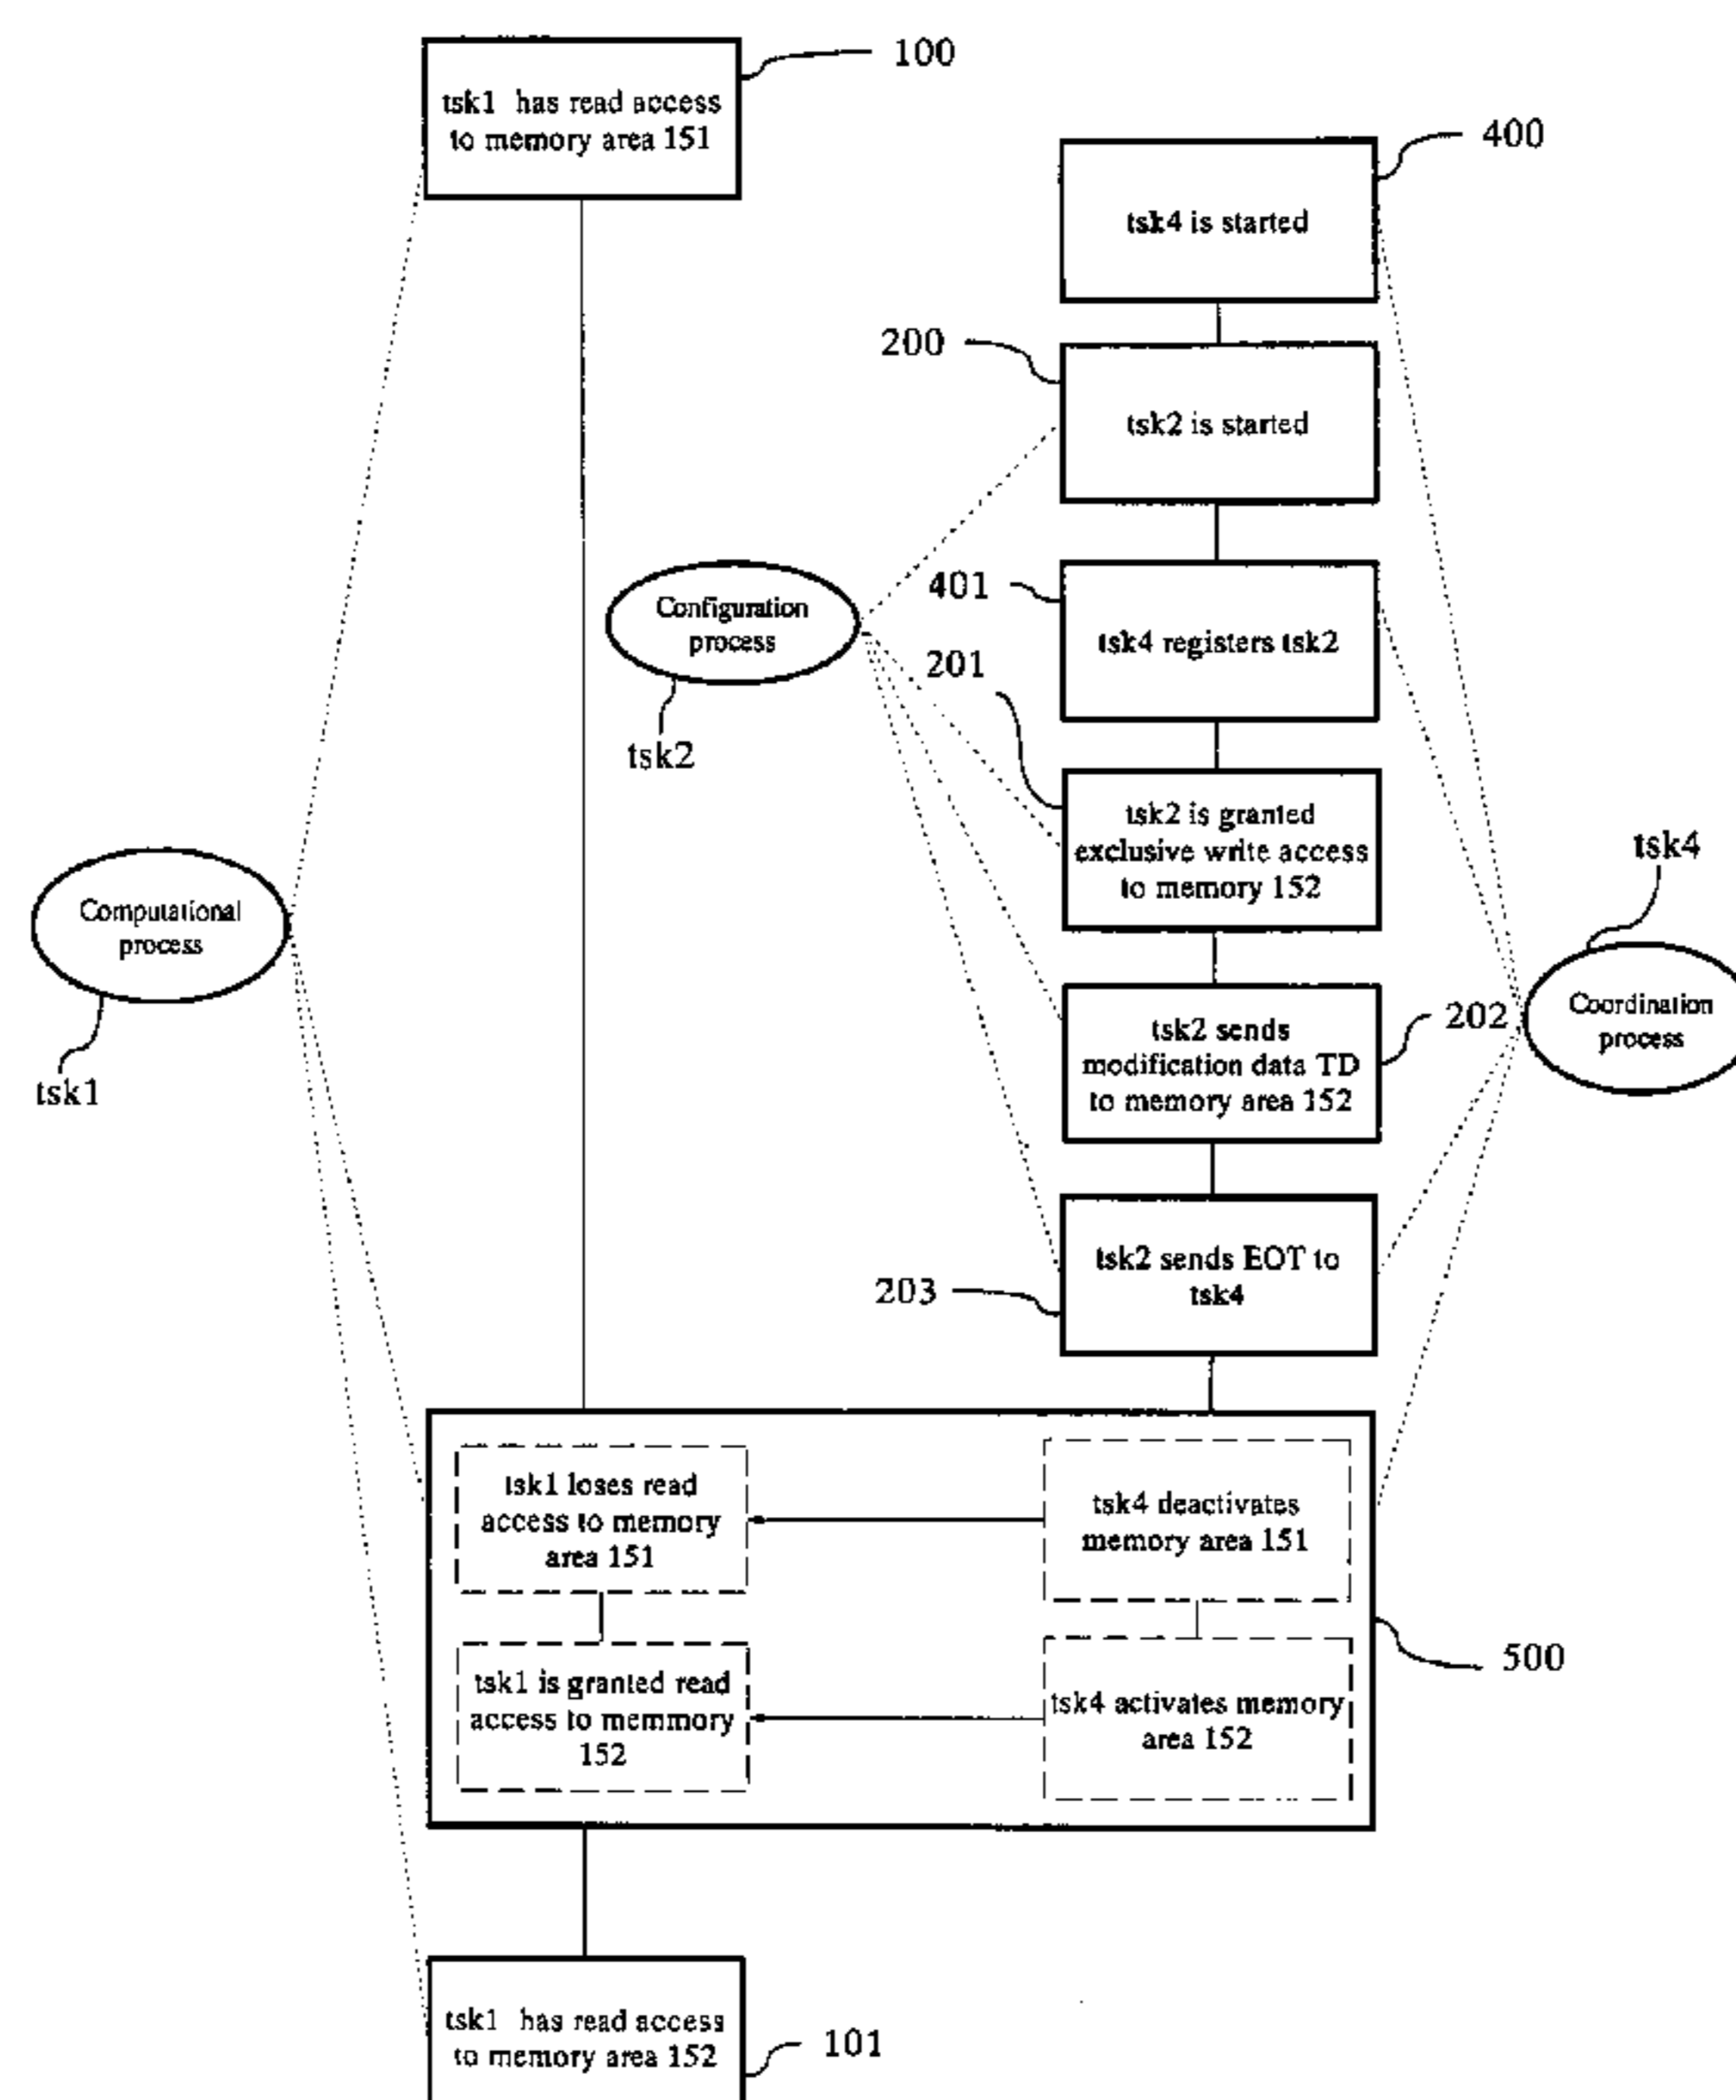 100
tsk1 has read access
to memory area 151
400
tsk4 is started
200
tsk2 is started
401
tsk4 registers tsk2
Configuration
process
tsk2
201
tsk2 is granted
exclusive write access
to memory 152
tsk4
Computational
process
tsk1
Coordination
process
202
tsk2 sends
modification data TD
to memory area 152
203
tsk2 sends EOT to
tsk4
tsk1 loses read
access to memory
area 151
tsk4 deactivates
memory area 151
500
tsk1 is granted read
access to memmory
152
tsk4 activates memory
area 152
tsk1 has read access
to memory area 152
101